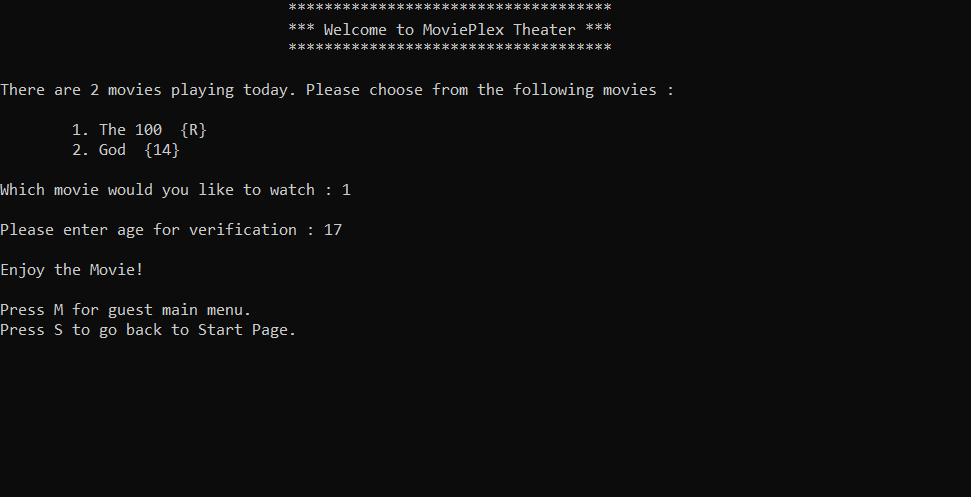 ************************************
*** Welcome to MoviePlex Theater ***
************************************
There are 2 movies playing today. Please choose from the following movies :
1. The 100  {R}
2. God  {14}
Which movie would you like to watch : 1
Please enter age for verification : 17
Enjoy the Movie!
Press M for guest main menu.
Press S to go back to Start Page.